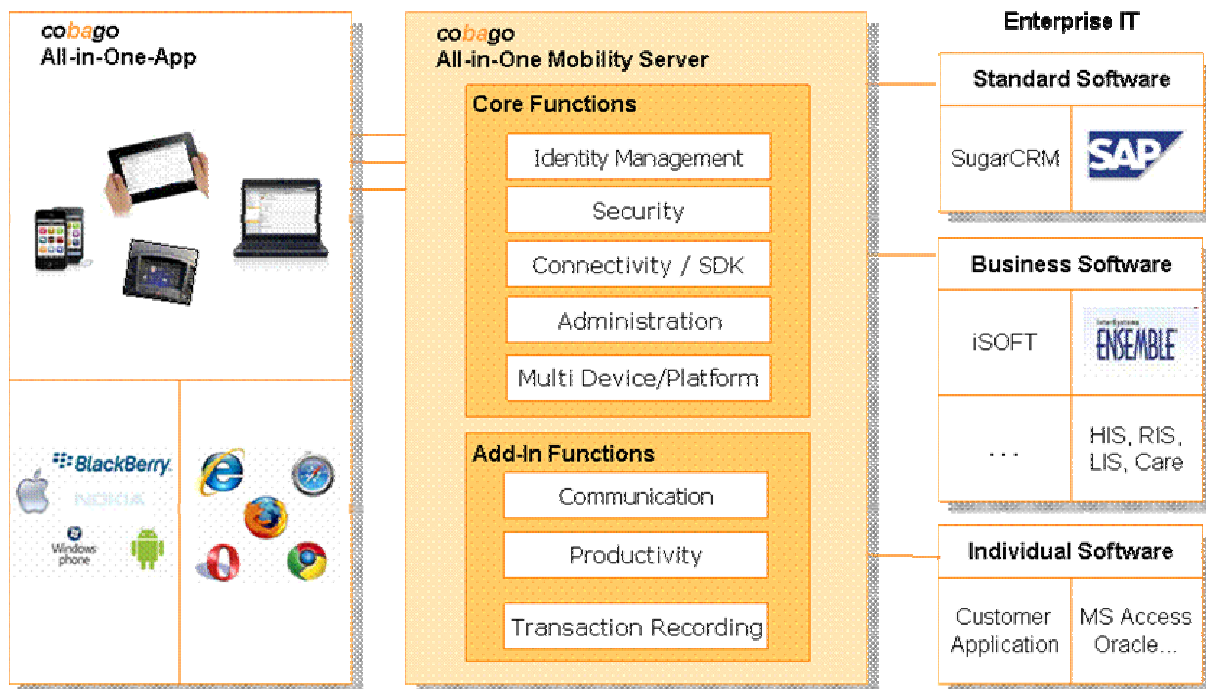 cobago
All-in-One-App
BlackBerry.
NOKIA
Windows
phone
cobago
All-in-One Mobility Server
Core Functions
Identity Management
Security
Connectivity / SDK
Administration
Multi Device/Platform
Add-In Functions
Communication
Productivity
Transaction Recording
Enterprise IT
Standard Software
SugarCRM
SAP
Business Software
iSOFT
InterSystems
ENSEMBLE
...
HIS, RIS,
LIS, Care
Individual Software
Customer
Application
MS Access
Oracle...